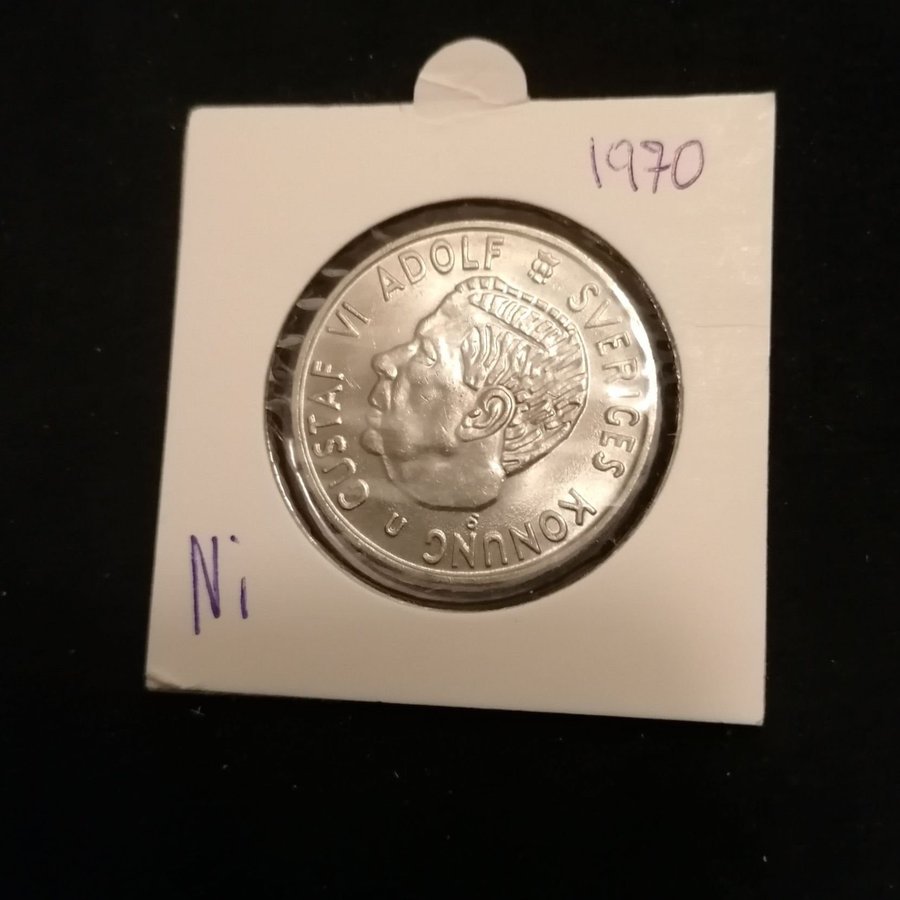 1970
GUSTAF VI ADOLF SVERIGES KONUNG U
Ni